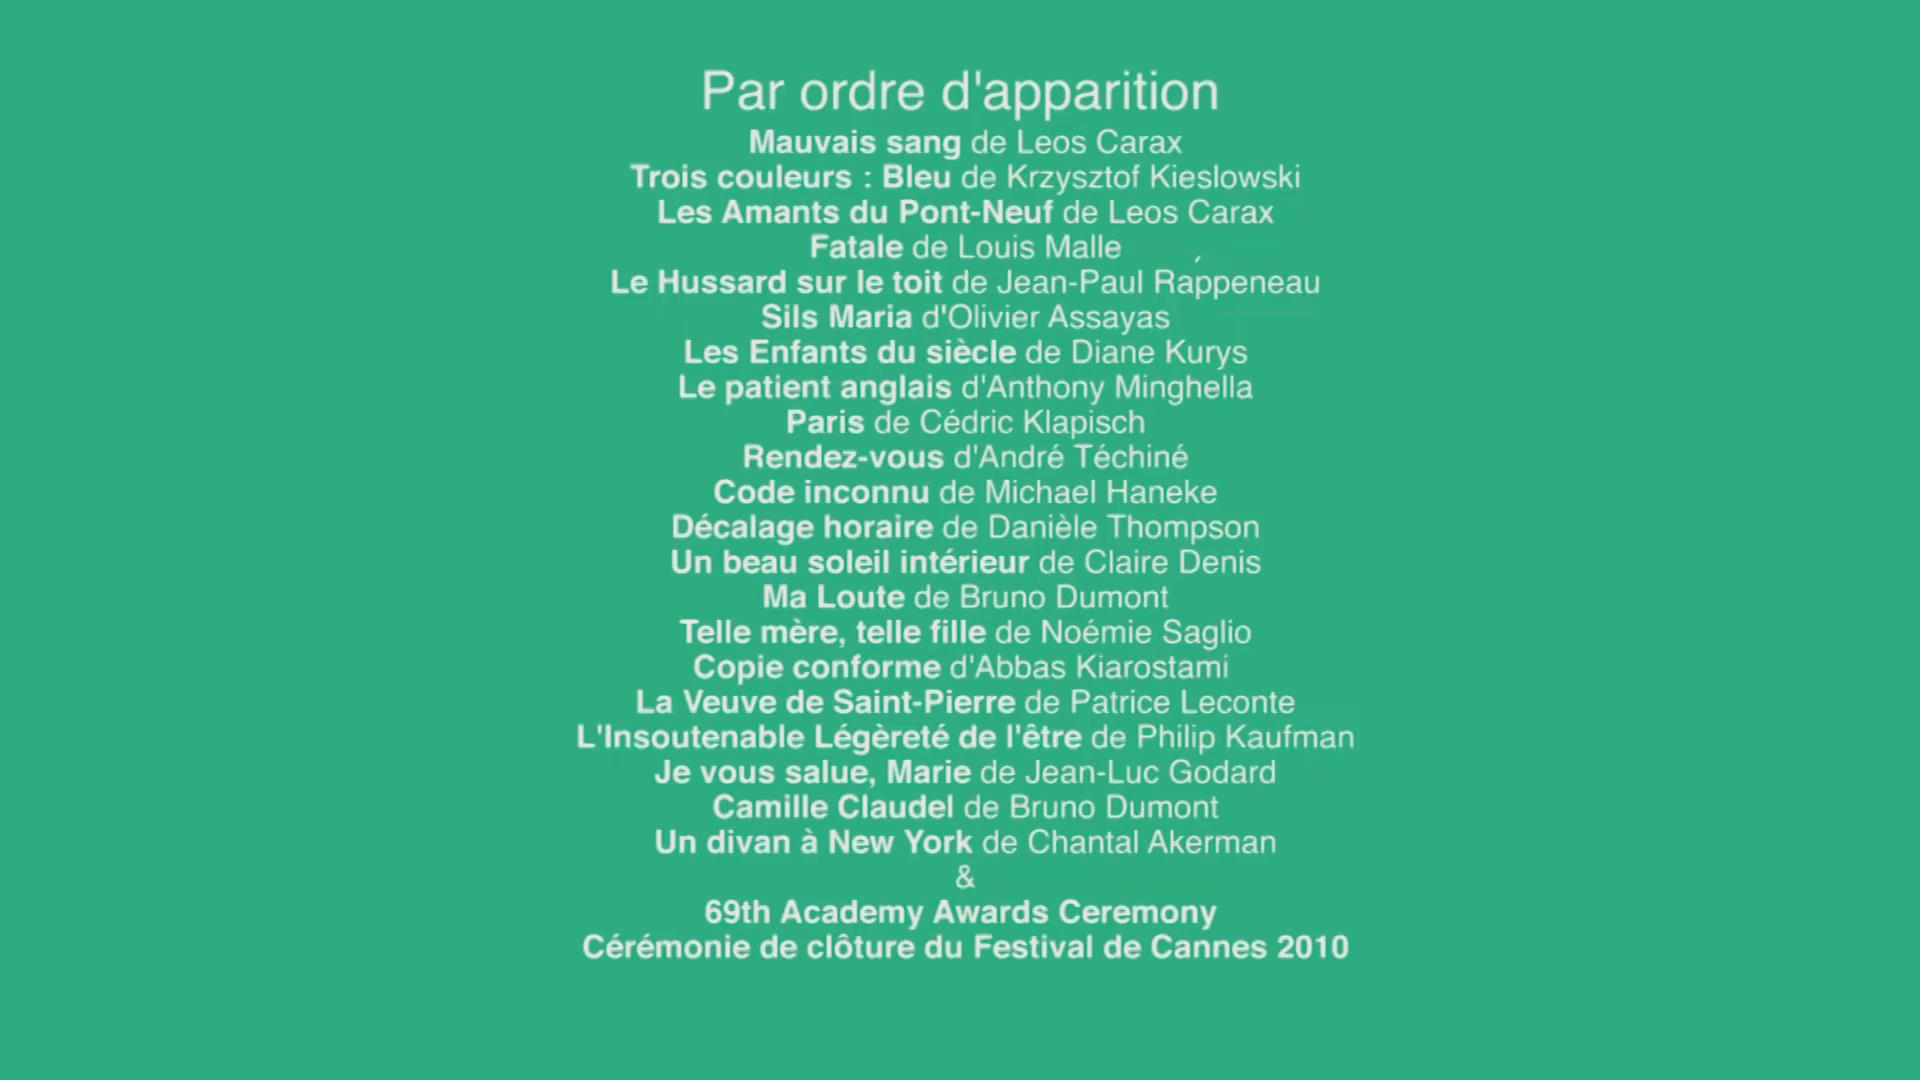 Par ordre d'apparition
Mauvais sang de Leos Carax
Trois couleurs : Bleu de Krzysztof Kieslowski
Les Amants du Pont-Neuf de Leos Carax
Fatale de Louis Malle
Le Hussard sur le toit de Jean-Paul Rappeneau
Sils Maria d'Olivier Assayas
Les Enfants du siècle de Diane Kurys
Le patient anglais d'Anthony Minghella
Paris de Cédric Klapisch
Rendez-vous d'André Téchiné
Code inconnu de Michael Haneke
Décalage horaire de Danièle Thompson
Un beau soleil intérieur de Claire Denis
Ma Loute de Bruno Dumont
Telle mère, telle fille de Noémie Saglio
Copie conforme d'Abbas Kiarostami
La Veuve de Saint-Pierre de Patrice Leconte
L'Insoutenable Légèreté de l'être de Philip Kaufman
Je vous salue, Marie de Jean-Luc Godard
Camille Claudel de Bruno Dumont
Un divan à New York de Chantal Akerman
&
69th Academy Awards Ceremony
Cérémonie de clôture du Festival de Cannes 2010